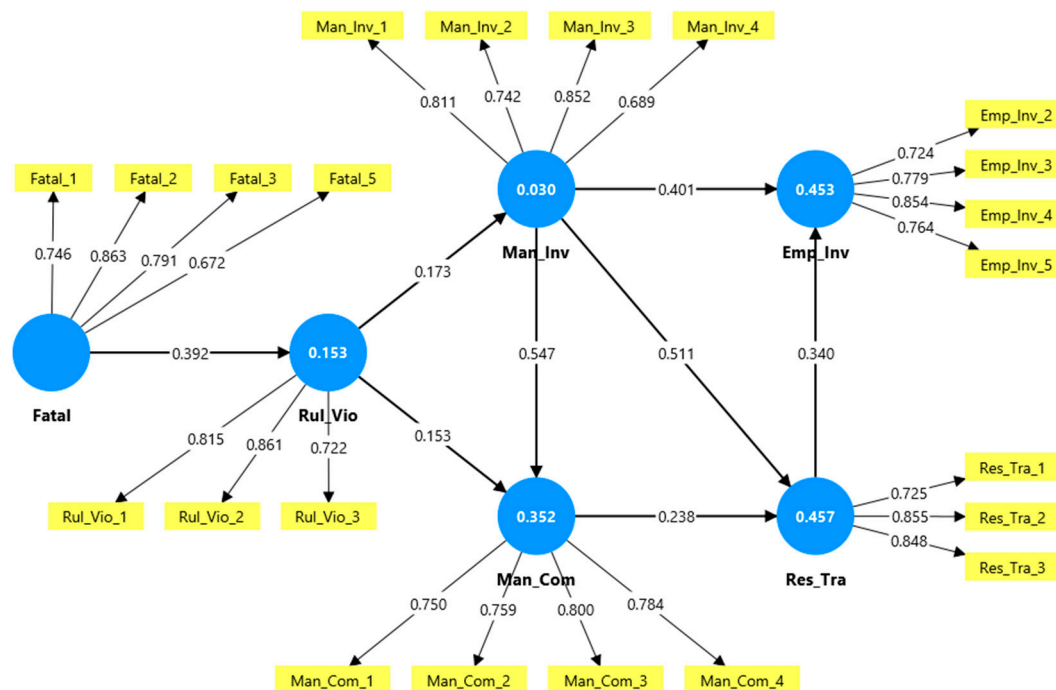 Man_Inv_1
Man_Inv_2
Man_Inv_3
Man_Inv_4
0.811
0.742
0.852
0.689
Fatal_1
Fatal_2
Fatal_3
Fatal_5
0.746
0.863
0.791
0.672
Fatal
0.392
0.153
Rul_Vio
0.815
0.861
0.722
Rul_Vio_1
Rul_Vio_2
Rul_Vio_3
0.173
0.153
0.030
Man_Inv
0.401
0.547
0.511
0.453
Emp_Inv
0.724
0.779
0.854
0.764
Emp_Inv_2
Emp_Inv_3
Emp_Inv_4
Emp_Inv_5
0.340
0.352
Man_Com
0.238
0.457
Res_Tra
0.725
0.855
0.848
Res_Tra_1
Res_Tra_2
Res_Tra_3
0.750
0.759
0.800
0.784
Man_Com_1
Man_Com_2
Man_Com_3
Man_Com_4